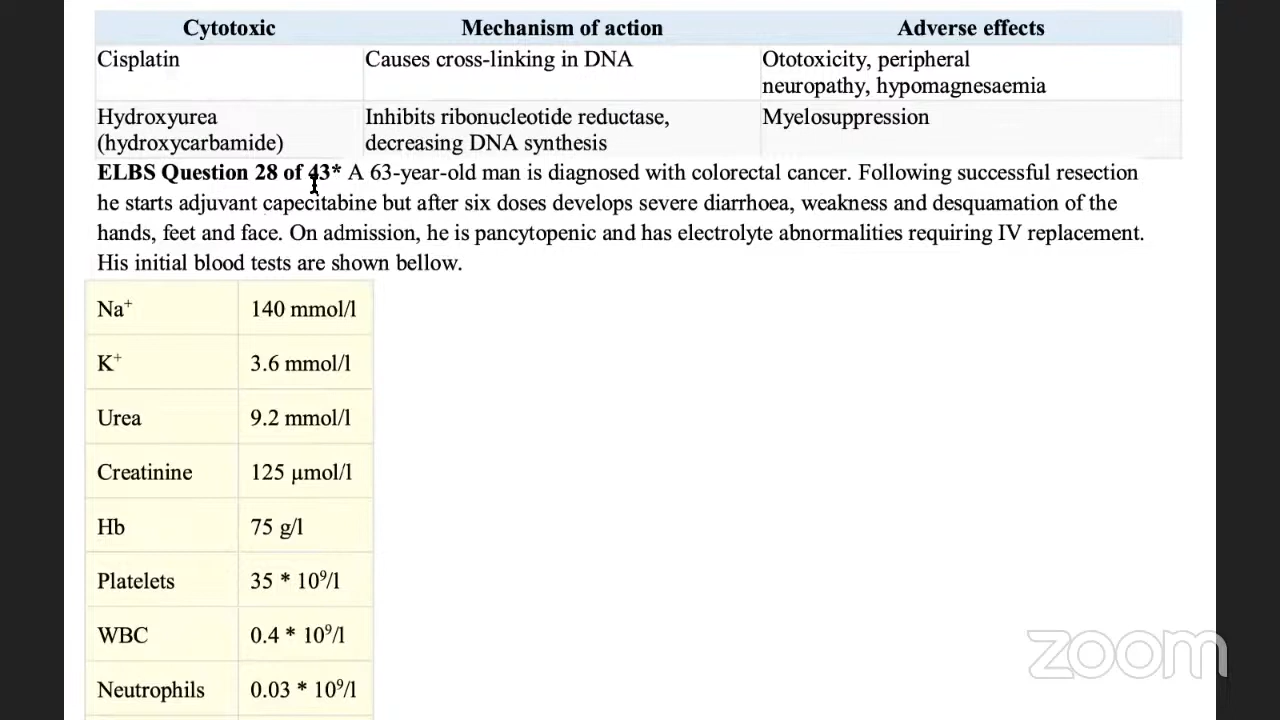 Cytotoxic Mechanism of action Adverse effects
Cisplatin Causes cross-linking in DNA Ototoxicity, peripheral
neuropathy, hypomagnesaemia
Hydroxyurea Inhibits ribonucleotide reductase, Myelosuppression
(hydroxycarbamide) decreasing DNA synthesis
ELBS Question 28 of 43* A 63-year-old man is diagnosed with colorectal cancer. Following successful resection
he starts adjuvant capecitabine but after six doses develops severe diarrhoea, weakness and desquamation of the
hands, feet and face. On admission, he is pancytopenic and has electrolyte abnormalities requiring IV replacement.
His initial blood tests are shown bellow.
Na⁺ 140 mmol/l
K⁺ 3.6 mmol/l
Urea 9.2 mmol/l
Creatinine 125 µmol/l
Hb 75 g/l
Platelets 35 * 10⁹/l
WBC 0.4 * 10⁹/l
Neutrophils 0.03 * 10⁹/l
zoom